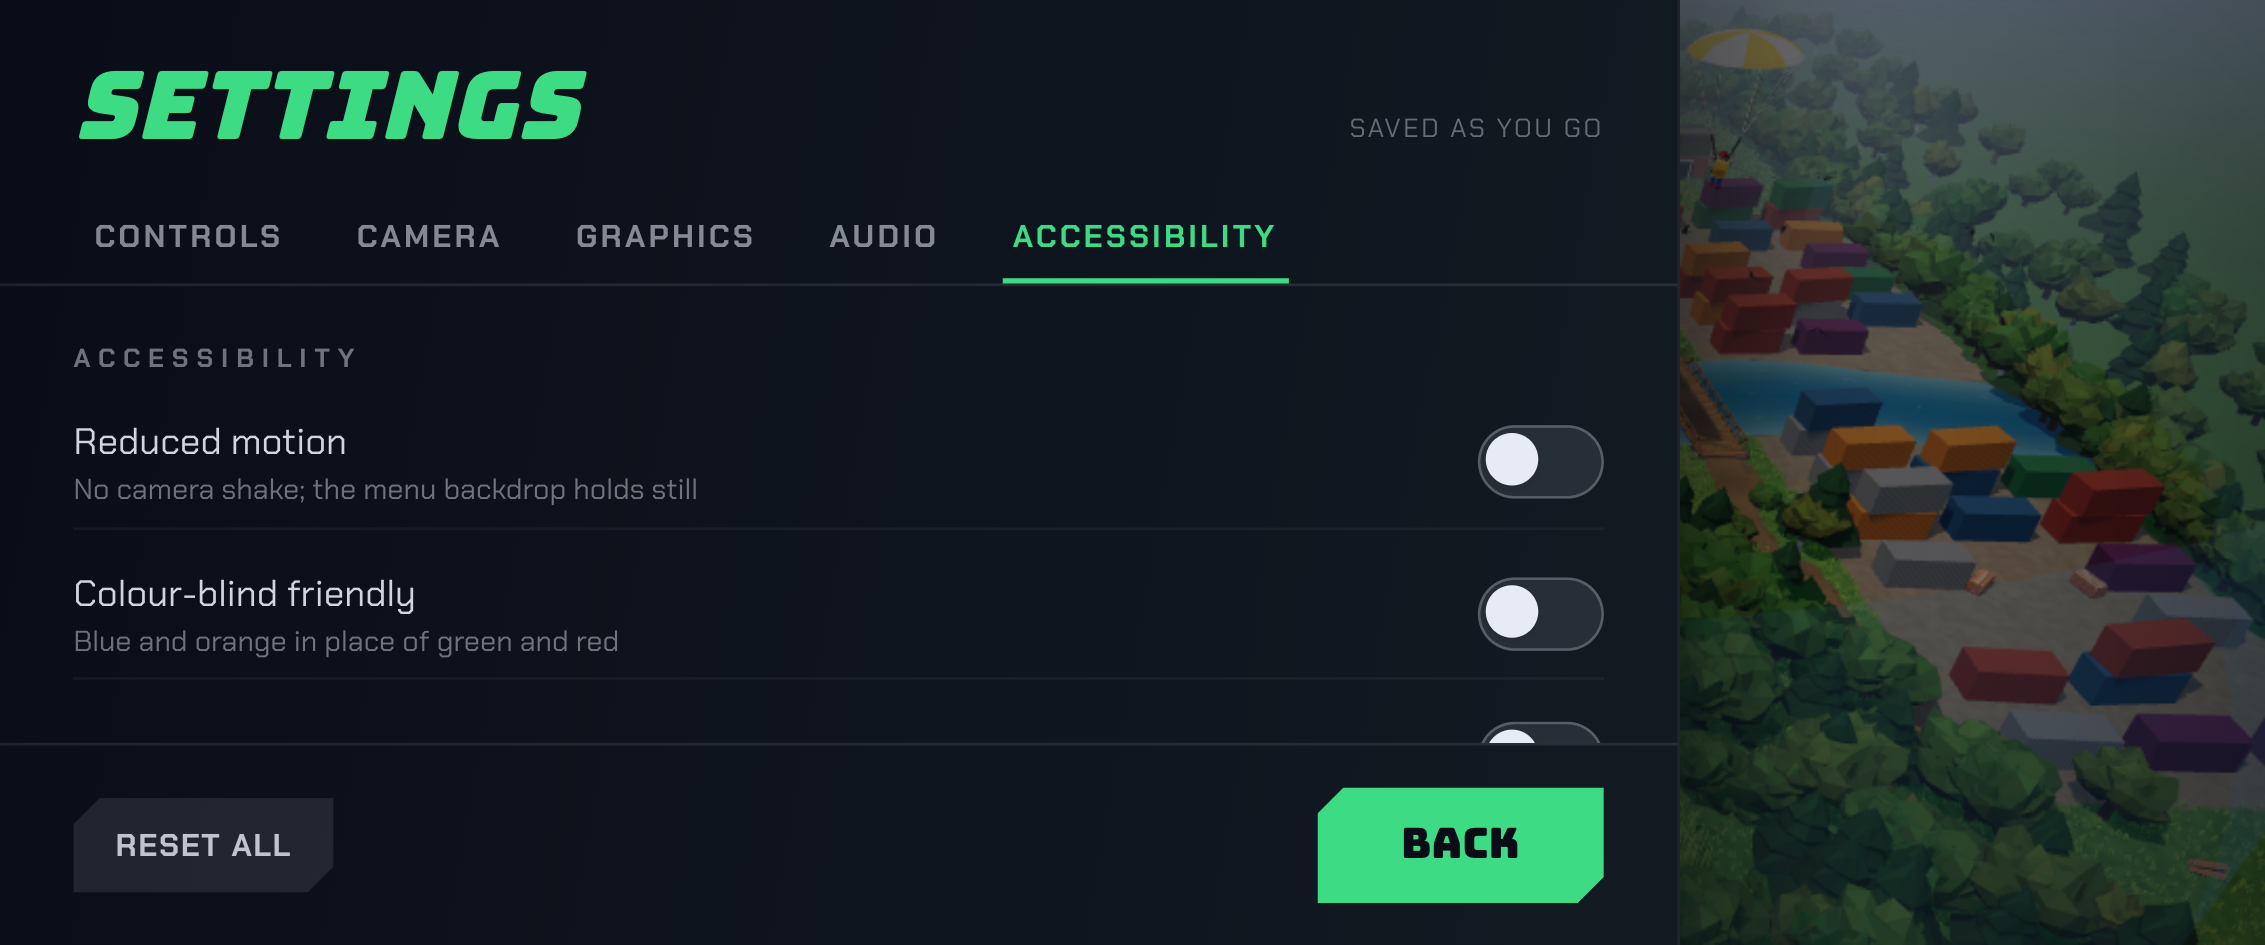 SETTINGS
SAVED AS YOU GO
CONTROLS CAMERA GRAPHICS AUDIO ACCESSIBILITY
ACCESSIBILITY
Reduced motion
No camera shake; the menu backdrop holds still
Colour-blind friendly
Blue and orange in place of green and red
RESET ALL
BACK